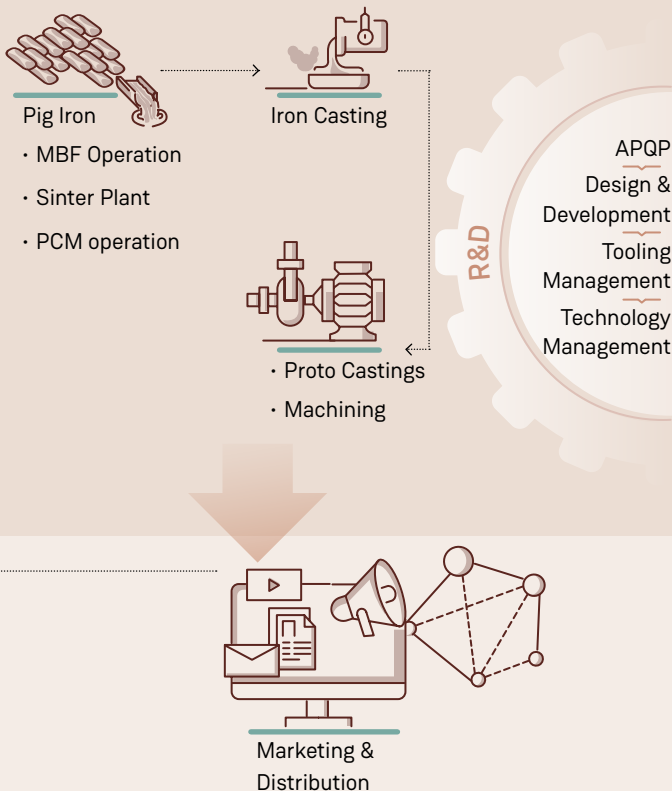 Pig Iron
· MBF Operation
· Sinter Plant
· PCM operation
Iron Casting
· Proto Castings
· Machining
R&D
APQP
Design &
Development
Tooling
Management
Technology
Management
Marketing &
Distribution